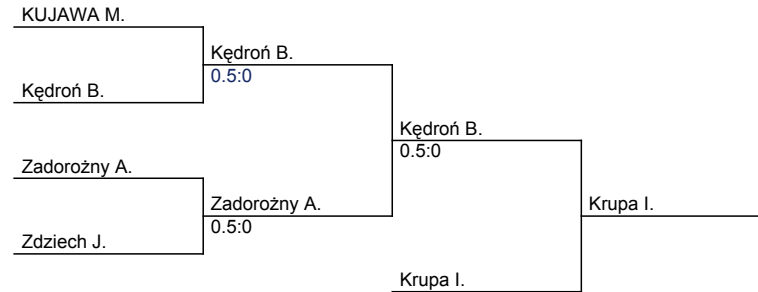 KUJAWA M.
Kędroń B.
0.5:0
Kędroń B.
Kędroń B.
0.5:0
Zadorożny A.
Zadorożny A.
0.5:0
Krupa I.
Zdziech J.
Krupa I.